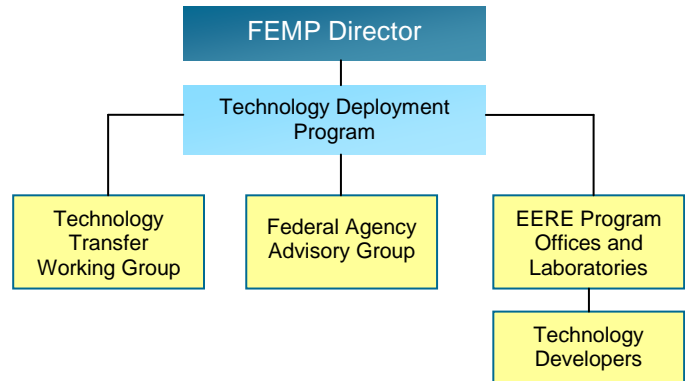 FEMP Director
Technology Deployment
Program
Technology
Transfer
Working Group
Federal Agency
Advisory Group
EERE Program
Offices and
Laboratories
Technology
Developers